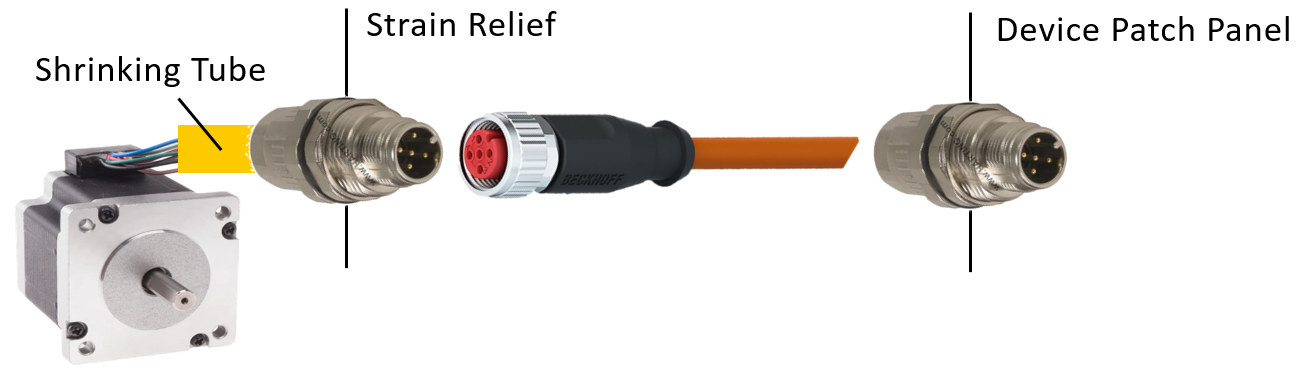 Strain Relief
Device Patch Panel
Shrinking Tube
BECKHOFF